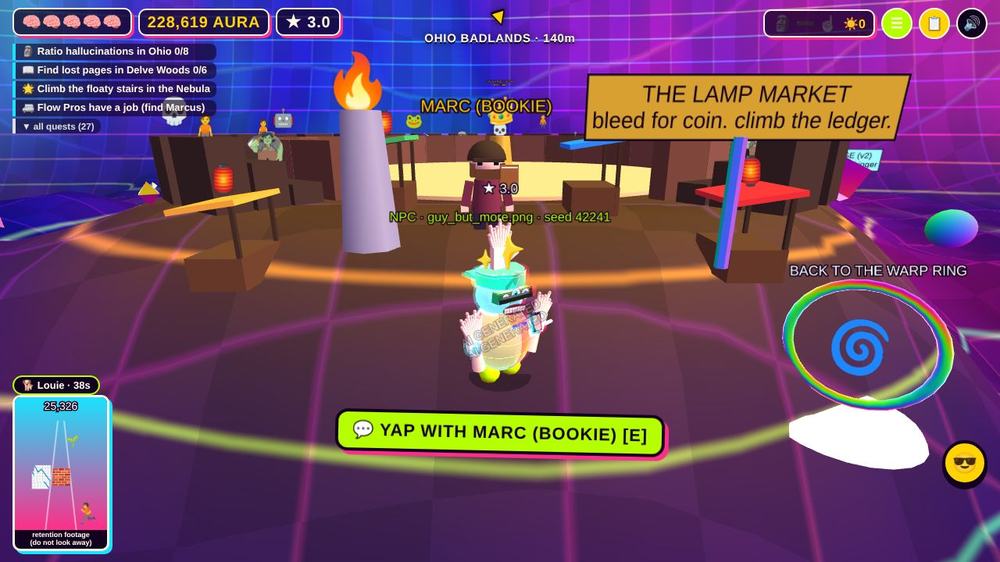 228,619 AURA
★ 3.0
OHIO BADLANDS · 140m
0
Ratio hallucinations in Ohio 0/8
Find lost pages in Delve Woods 0/6
Climb the floaty stairs in the Nebula
Flow Pros have a job (find Marcus)
▼ all quests (27)
MARC (BOOKIE)
THE LAMP MARKET
bleed for coin. climb the ledger.
★ 3.0
NPC · guy_but_more.png · seed 42241
BACK TO THE WARP RING
Louie · 38s
25,326
YAP WITH MARC (BOOKIE) [E]
retention footage
(do not look away)